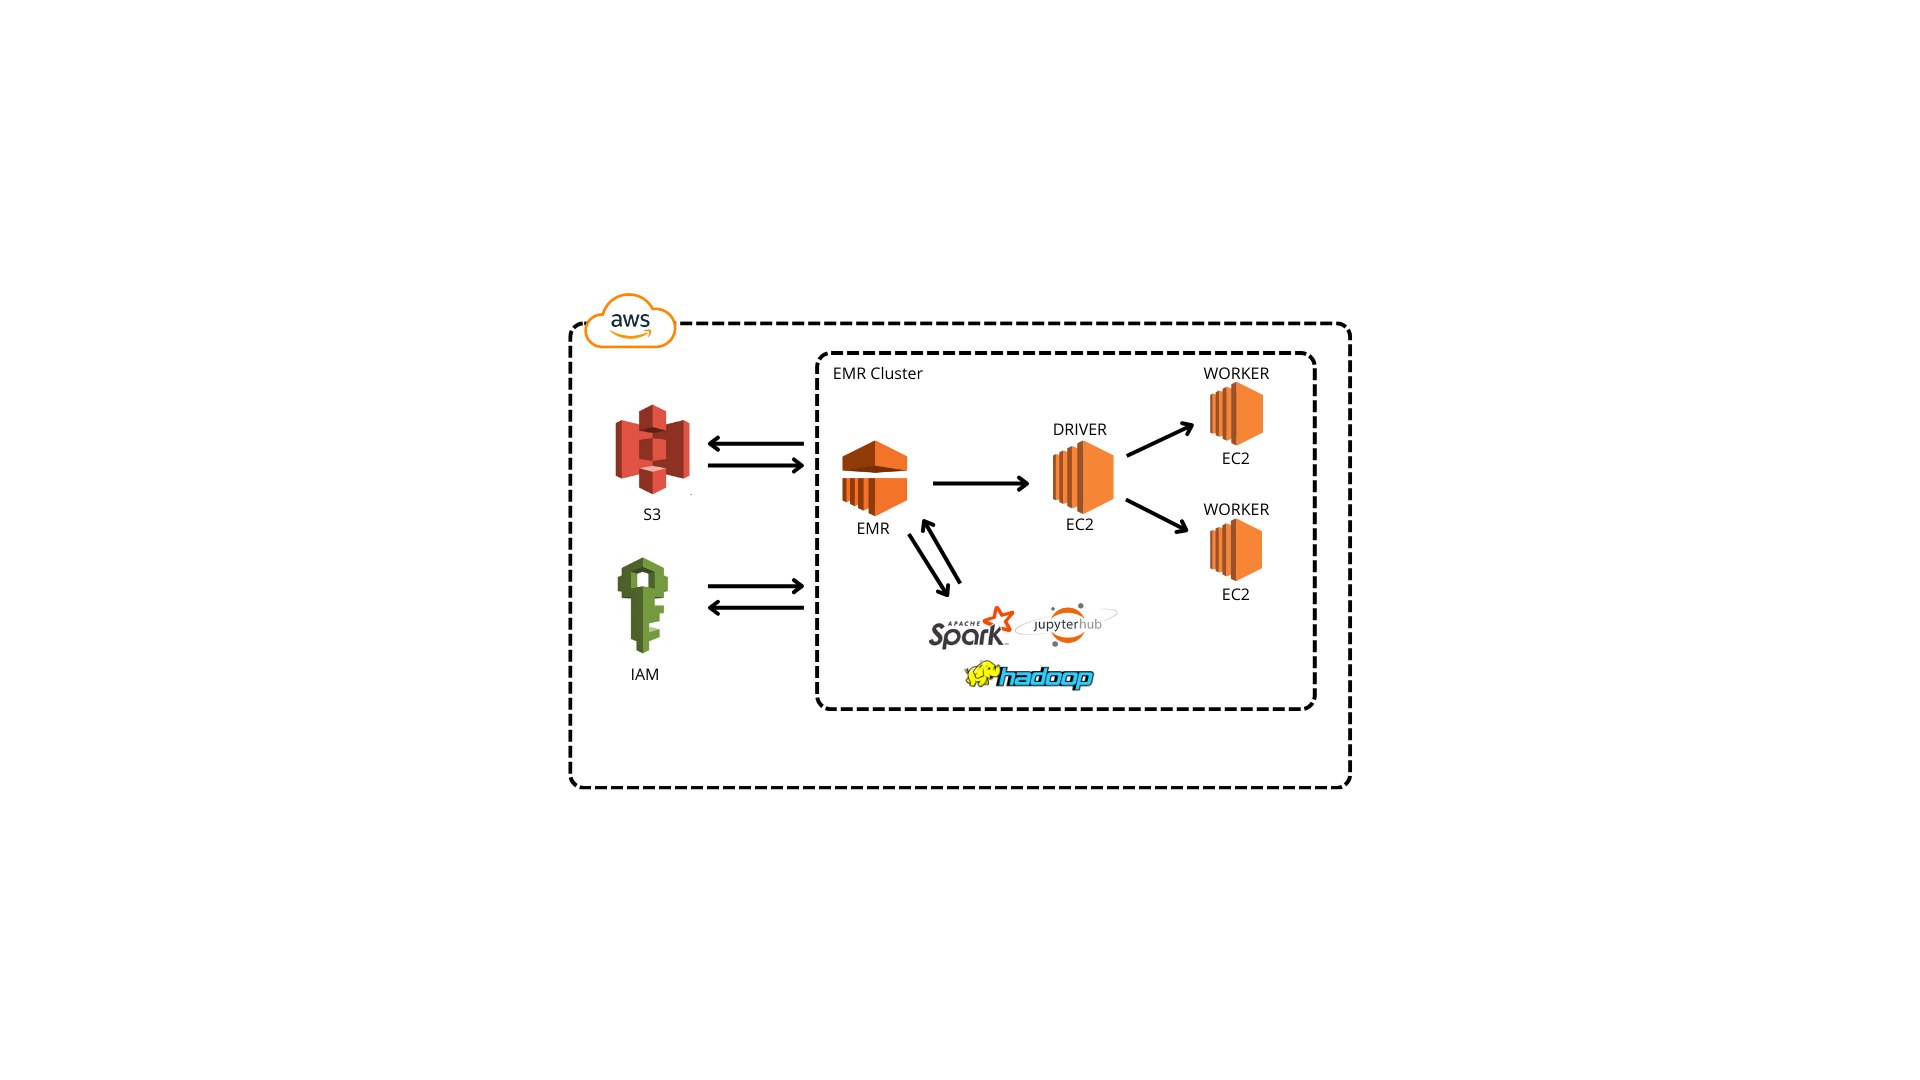 aws
EMR Cluster
WORKER
EC2
DRIVER
EC2
WORKER
EC2
S3
EMR
IAM
APACHE
Spark
jupyterhub
hadoop